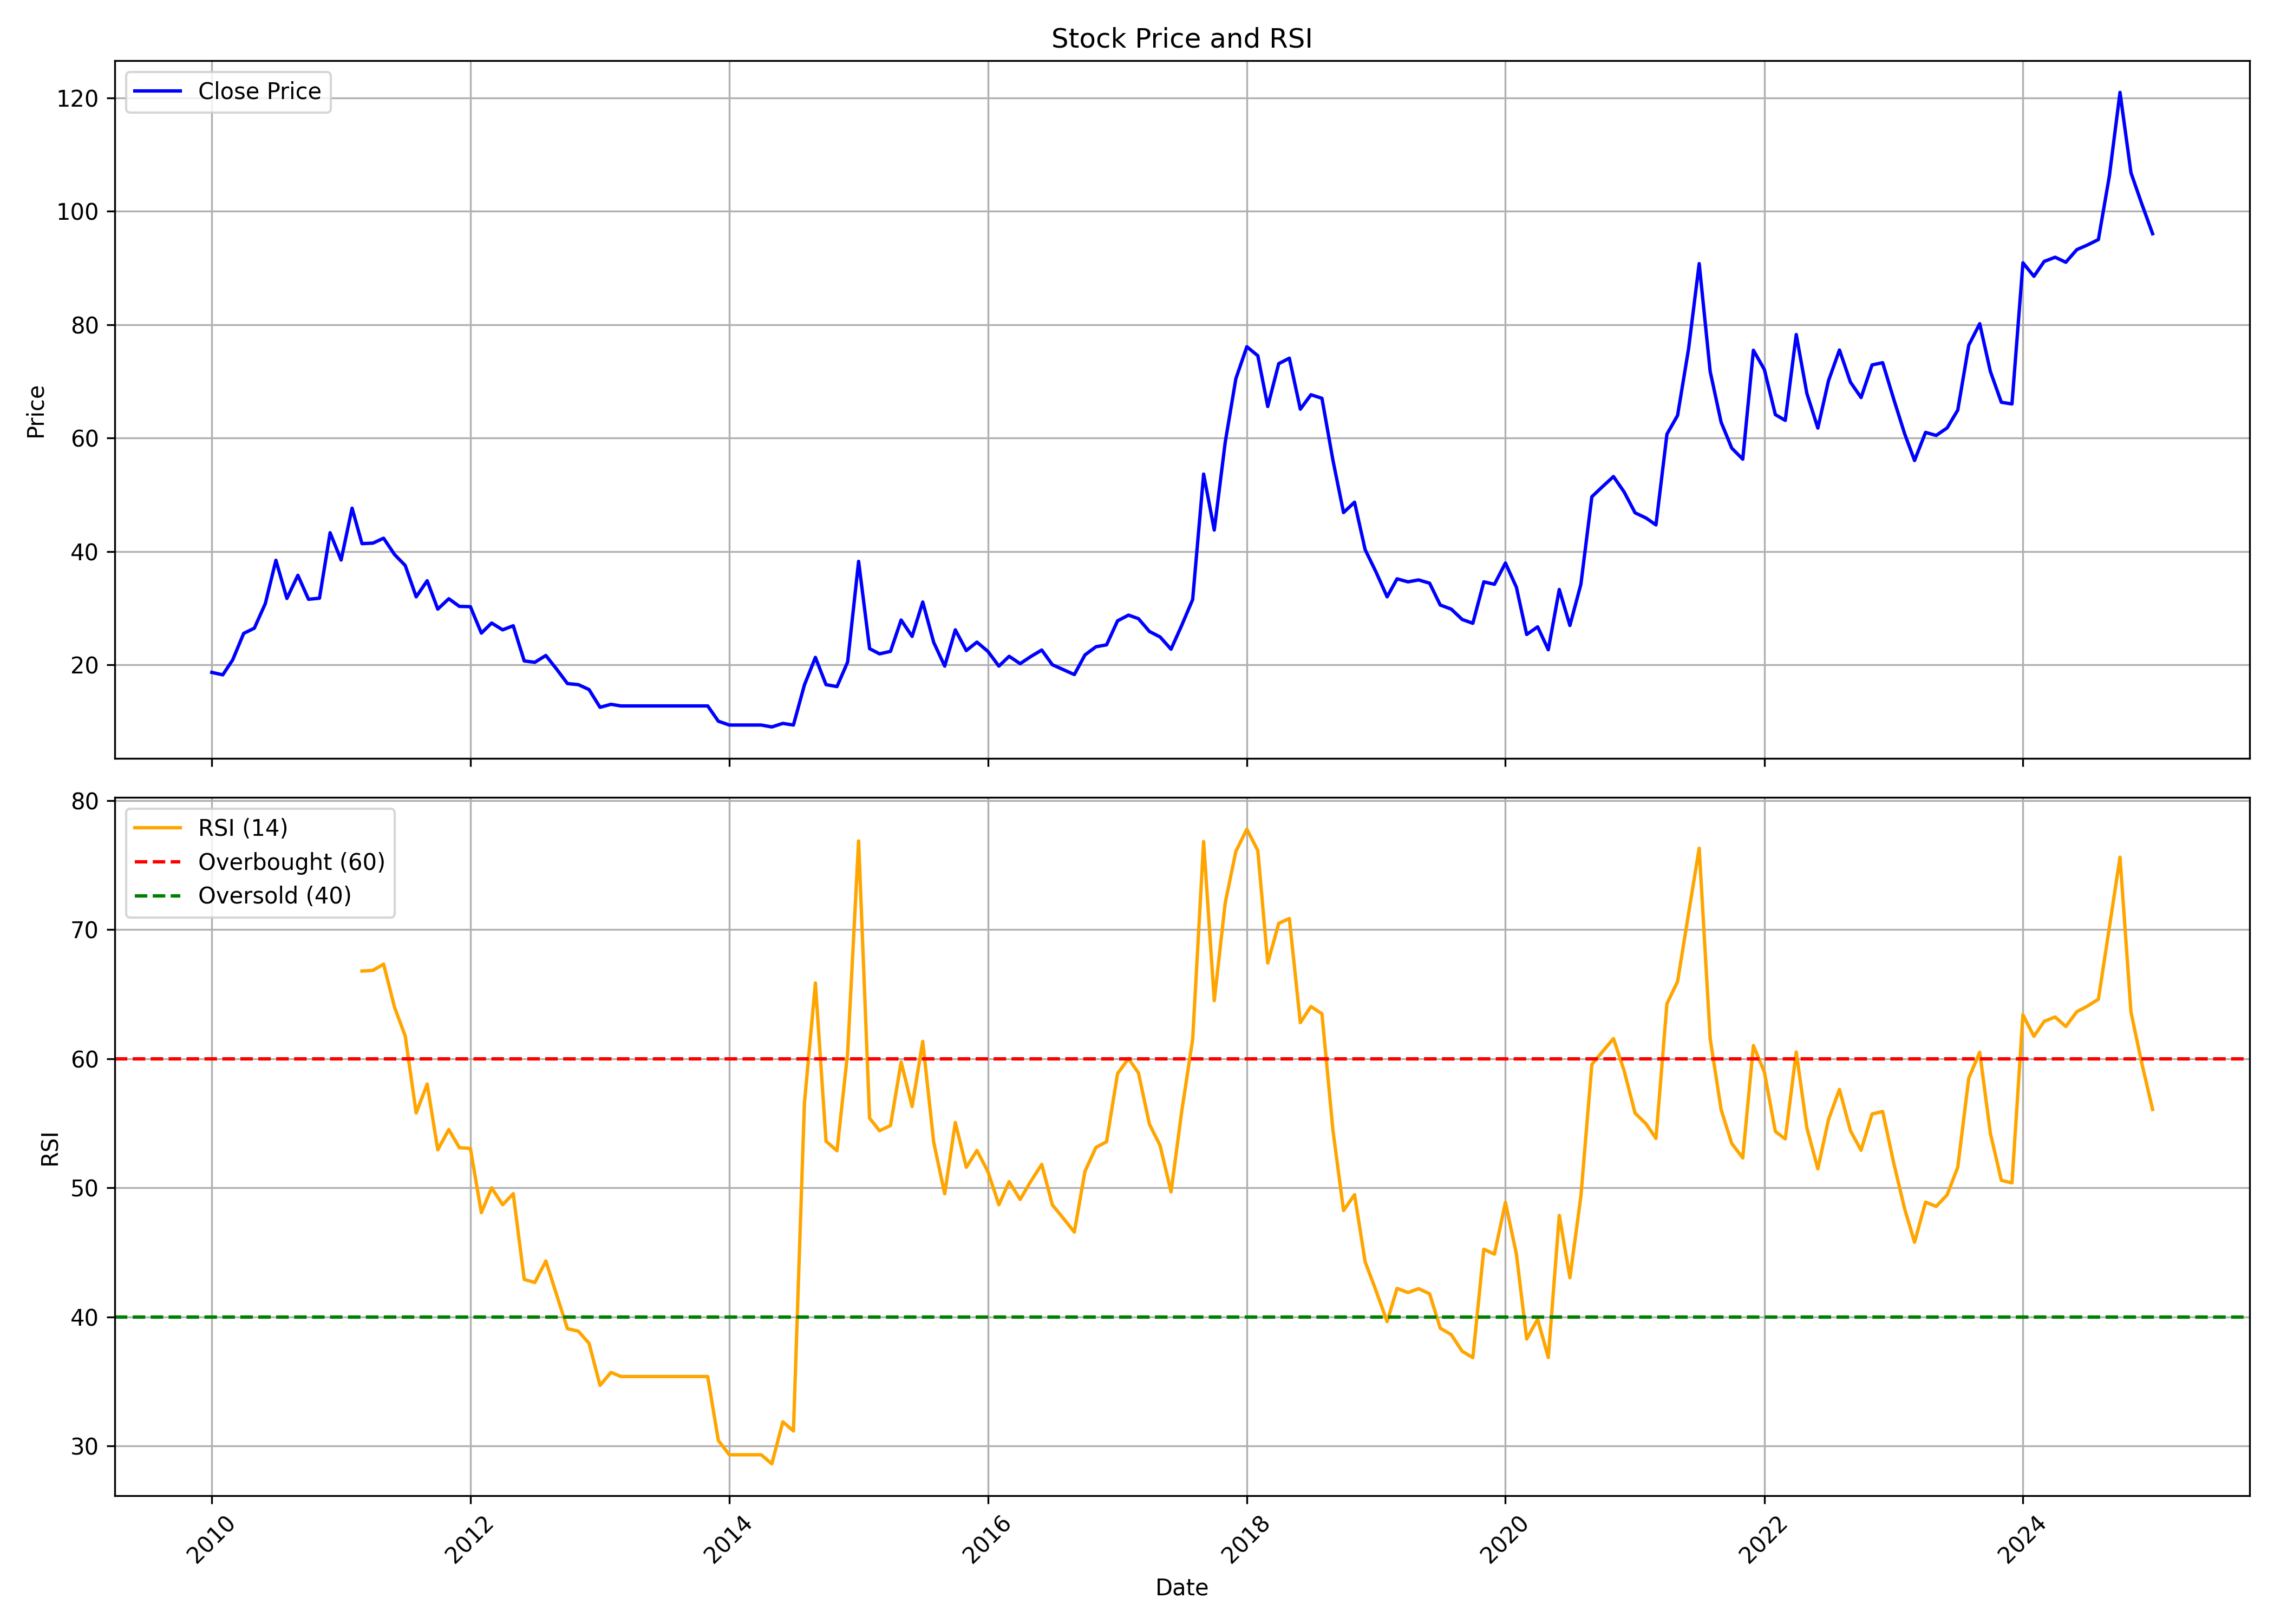 Stock Price and RSI
Close Price
120
100
80
60
40
20
Price
80
70
60
50
40
30
RSI
RSI (14)
Overbought (60)
Oversold (40)
2010
2012
2014
2016
2018
2020
2022
2024
Date